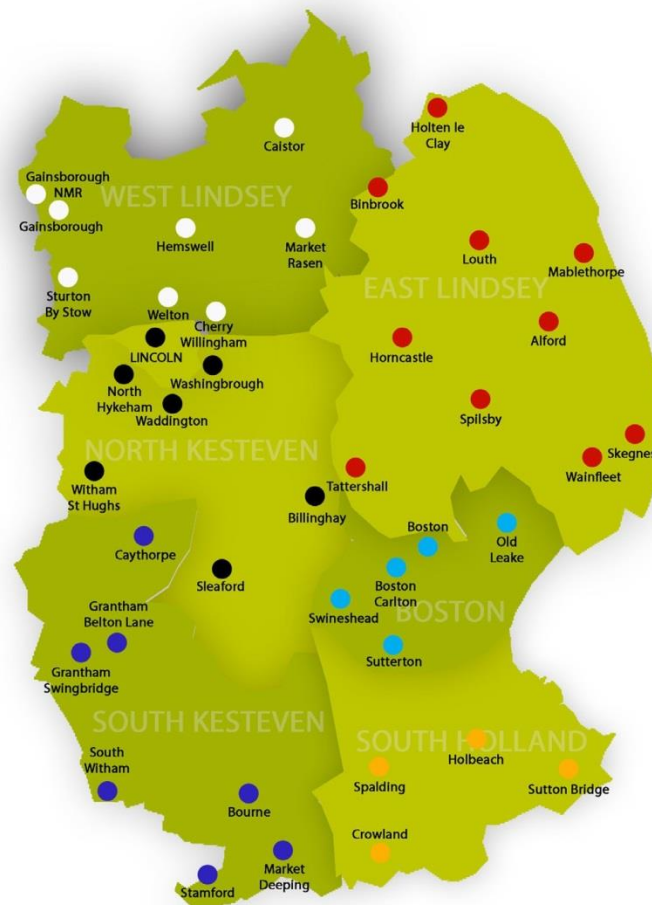 Caistor
Holten le
Clay
Gainsborough
NMR
WEST LINDSEY
Binbrook
Gainsborough
Hemswell
Market
Rasen
Louth
Mablethorpe
EAST LINDSEY
Sturton
By Stow
Welton
Cherry
Willingham
LINCOLN
Horncastle
Alford
Washingbrough
North
Hykeham
Waddington
Spilsby
NORTH KESTEVEN
Skegnes
Wainfleet
Witham
St Hughs
Tattershall
Billinghay
Boston
Old
Leake
Caythorpe
Sleaford
Boston
Carlton
Swineshead
BOSTON
Grantham
Belton Lane
Sutterton
Grantham
Swingbridge
SOUTH KESTEVEN
SOUTH HOLLAND
South
Witham
Holbeach
Spalding
Sutton Bridge
Bourne
Crowland
Market
Deeping
Stamford